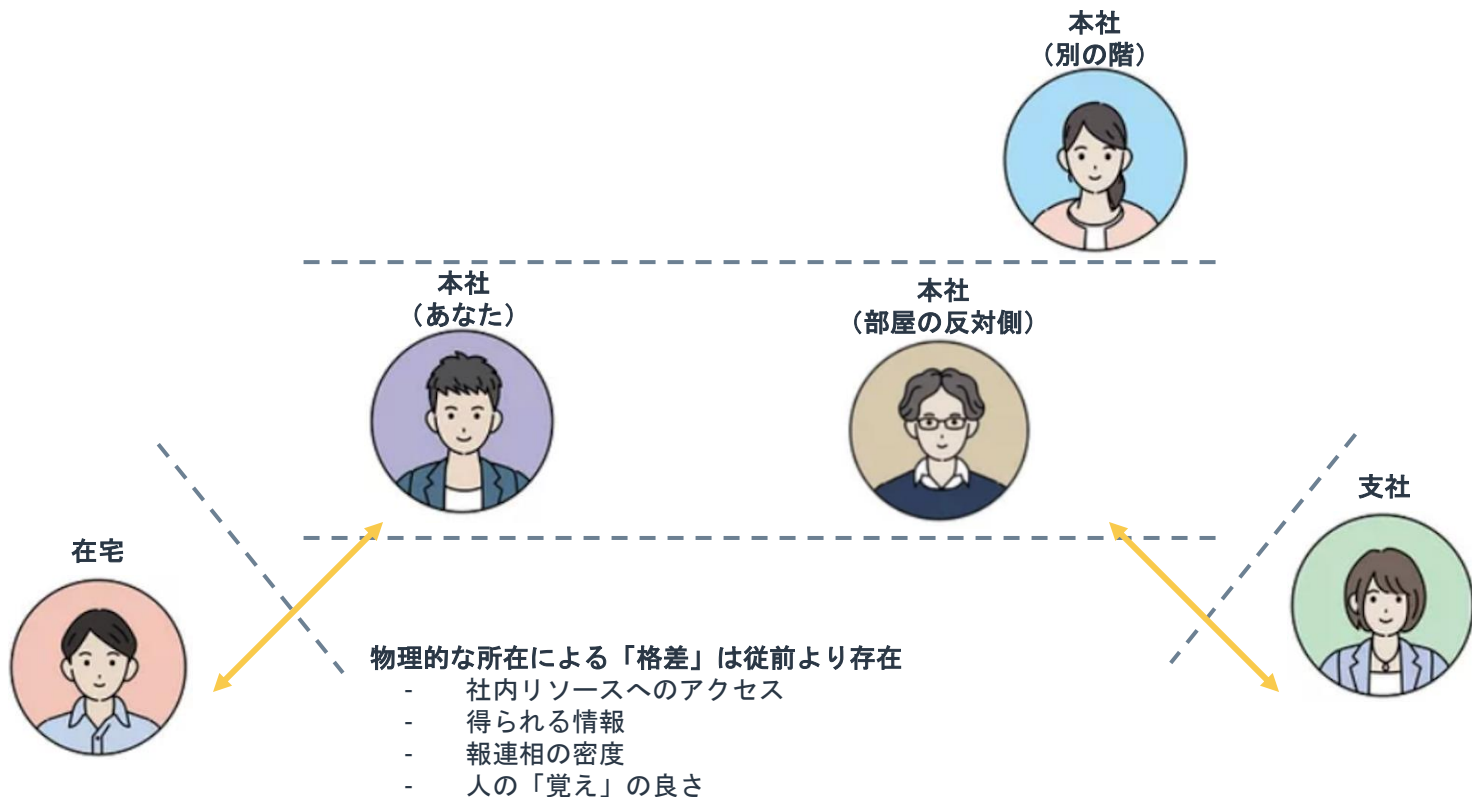 本社
（別の階）
本社
（あなた）
本社
（部屋の反対側）
支社
在宅
物理的な所在による「格差」は従前より存在
- 社内リソースへのアクセス
- 得られる情報
- 報連相の密度
- 人の「覚え」の良さ